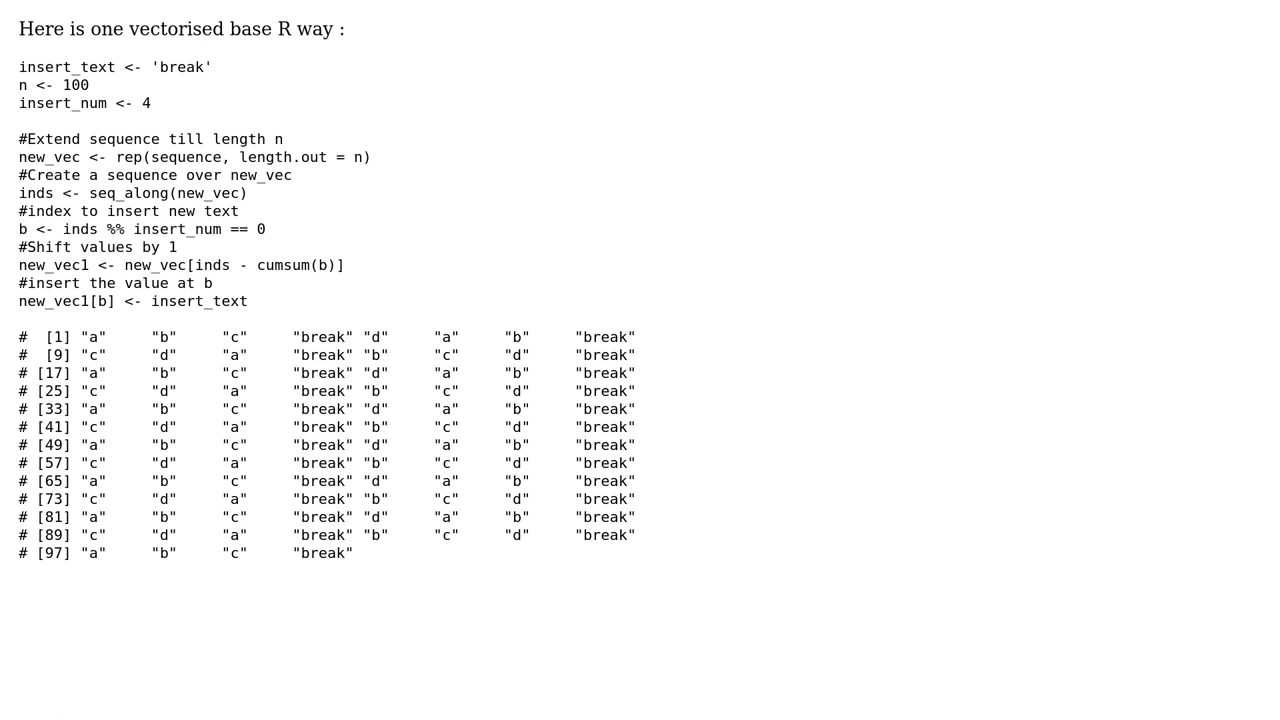 Here is one vectorised base R way :
insert_text <- 'break'
n <- 100
insert_num <- 4
#Extend sequence till length n
new_vec <- rep(sequence, length.out = n)
#Create a sequence over new_vec
inds <- seq_along(new_vec)
#index to insert new text
b <- inds %% insert_num == 0
#Shift values by 1
new_vec1 <- new_vec[inds - cumsum(b)]
#insert the value at b
new_vec1[b] <- insert_text
#  [1] "a"     "b"     "c"     "break" "d"     "a"     "b"     "break"
#  [9] "c"     "d"     "a"     "break" "b"     "c"     "d"     "break"
# [17] "a"     "b"     "c"     "break" "d"     "a"     "b"     "break"
# [25] "c"     "d"     "a"     "break" "b"     "c"     "d"     "break"
# [33] "a"     "b"     "c"     "break" "d"     "a"     "b"     "break"
# [41] "c"     "d"     "a"     "break" "b"     "c"     "d"     "break"
# [49] "a"     "b"     "c"     "break" "d"     "a"     "b"     "break"
# [57] "c"     "d"     "a"     "break" "b"     "c"     "d"     "break"
# [65] "a"     "b"     "c"     "break" "d"     "a"     "b"     "break"
# [73] "c"     "d"     "a"     "break" "b"     "c"     "d"     "break"
# [81] "a"     "b"     "c"     "break" "d"     "a"     "b"     "break"
# [89] "c"     "d"     "a"     "break" "b"     "c"     "d"     "break"
# [97] "a"     "b"     "c"     "break"